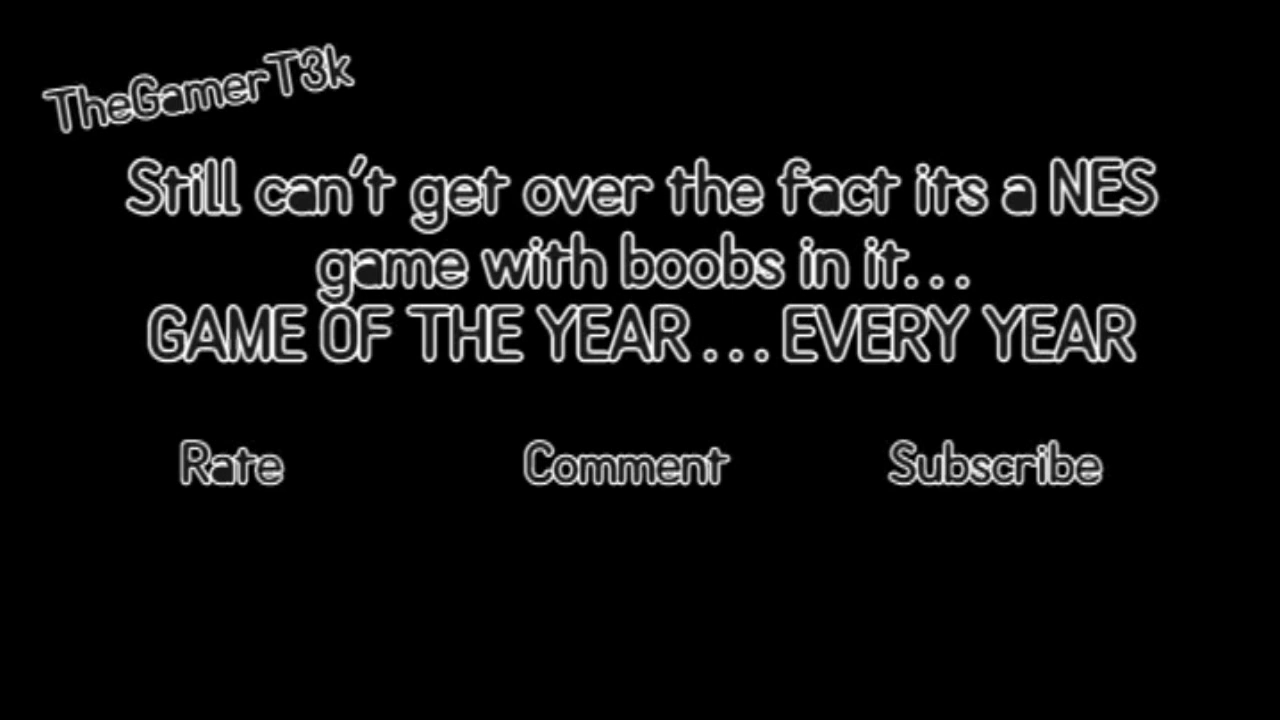 TheGamerT3k
Still can't get over the fact its a NES
game with boobs in it...
GAME OF THE YEAR...EVERY YEAR
Rate Comment Subscribe